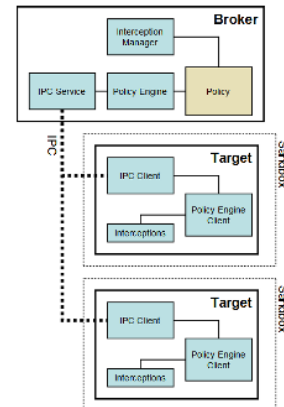 Broker
Interception
Manager
IPC Service
Policy Engine
Policy
IPC
Target
Sandbox
IPC Client
Policy Engine
Client
Interceptions
Target
Sandbox
IPC Client
Policy Engine
Client
Interceptions